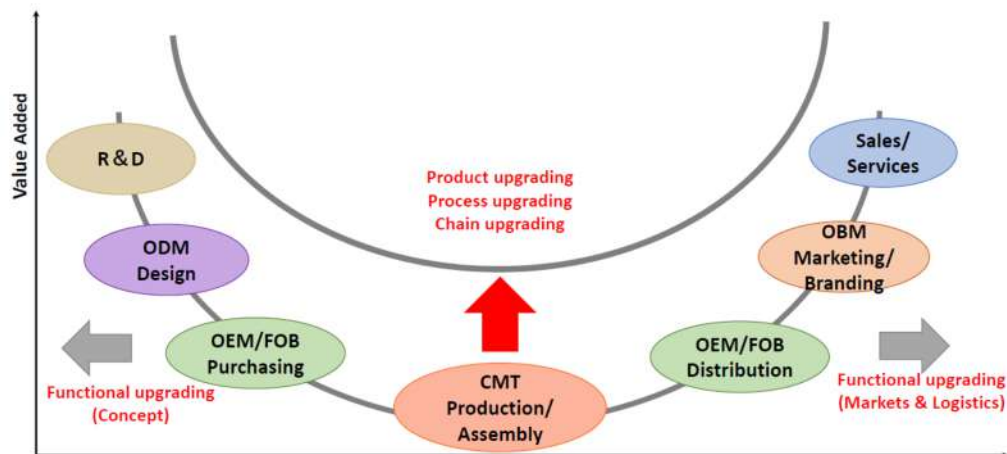 Value Added
R & D
ODM
Design
OEM/FOB
Purchasing
Functional upgrading
(Concept)
Product upgrading
Process upgrading
Chain upgrading
CMT
Production/
Assembly
Sales/
Services
OBM
Marketing/
Branding
OEM/FOB
Distribution
Functional upgrading
(Markets & Logistics)